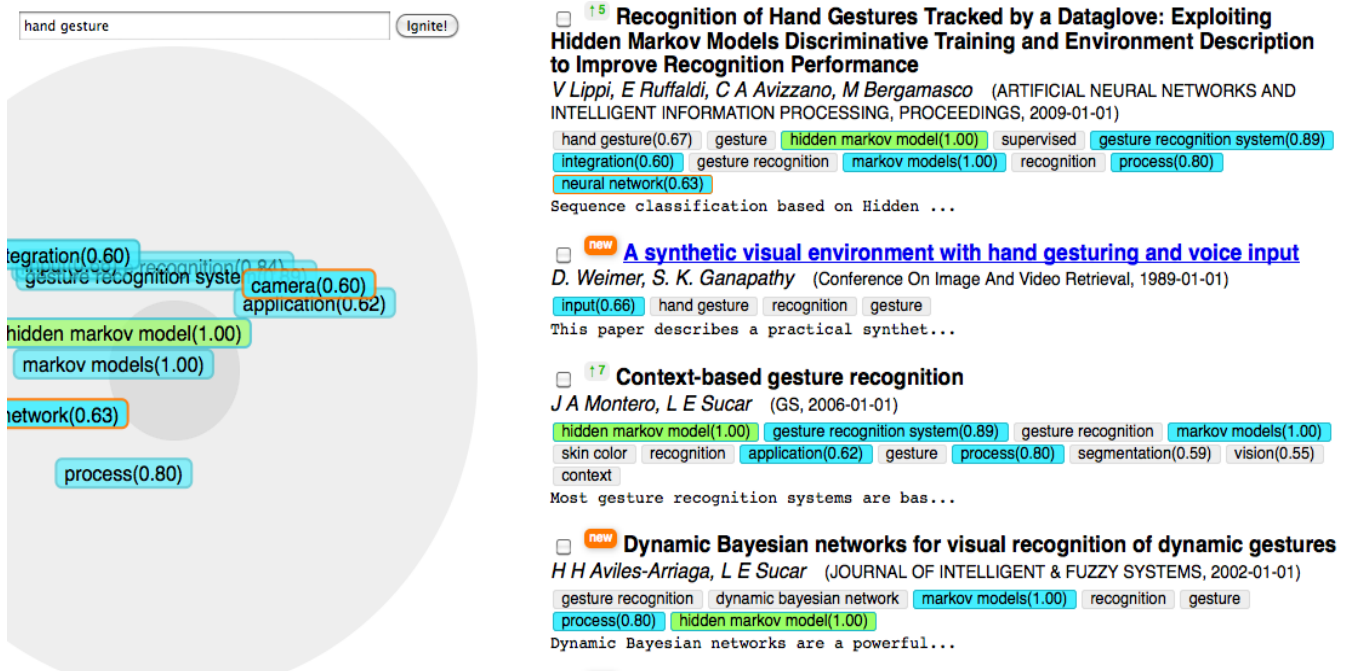 hand gesture
Ignite!
tegration(0.60)
recognition(0.84)
gesture recognition syste
camera(0.60)
application(0.62)
hidden markov model(1.00)
markov models(1.00)
network(0.63)
process(0.80)
↑5 Recognition of Hand Gestures Tracked by a Dataglove: Exploiting
Hidden Markov Models Discriminative Training and Environment Description
to Improve Recognition Performance
V Lippi, E Ruffaldi, C A Avizzano, M Bergamasco (ARTIFICIAL NEURAL NETWORKS AND
INTELLIGENT INFORMATION PROCESSING, PROCEEDINGS, 2009-01-01)
hand gesture(0.67) gesture hidden markov model(1.00) supervised gesture recognition system(0.89)
integration(0.60) gesture recognition markov models(1.00) recognition process(0.80)
neural network(0.63)
Sequence classification based on Hidden ...
new A synthetic visual environment with hand gesturing and voice input
D. Weimer, S. K. Ganapathy (Conference On Image And Video Retrieval, 1989-01-01)
input(0.66) hand gesture recognition gesture
This paper describes a practical synthet...
↑7 Context-based gesture recognition
J A Montero, L E Sucar (GS, 2006-01-01)
hidden markov model(1.00) gesture recognition system(0.89) gesture recognition markov models(1.00)
skin color recognition application(0.62) gesture process(0.80) segmentation(0.59) vision(0.55)
context
Most gesture recognition systems are bas...
new Dynamic Bayesian networks for visual recognition of dynamic gestures
H H Aviles-Arriaga, L E Sucar (JOURNAL OF INTELLIGENT & FUZZY SYSTEMS, 2002-01-01)
gesture recognition dynamic bayesian network markov models(1.00) recognition gesture
process(0.80) hidden markov model(1.00)
Dynamic Bayesian networks are a powerful...